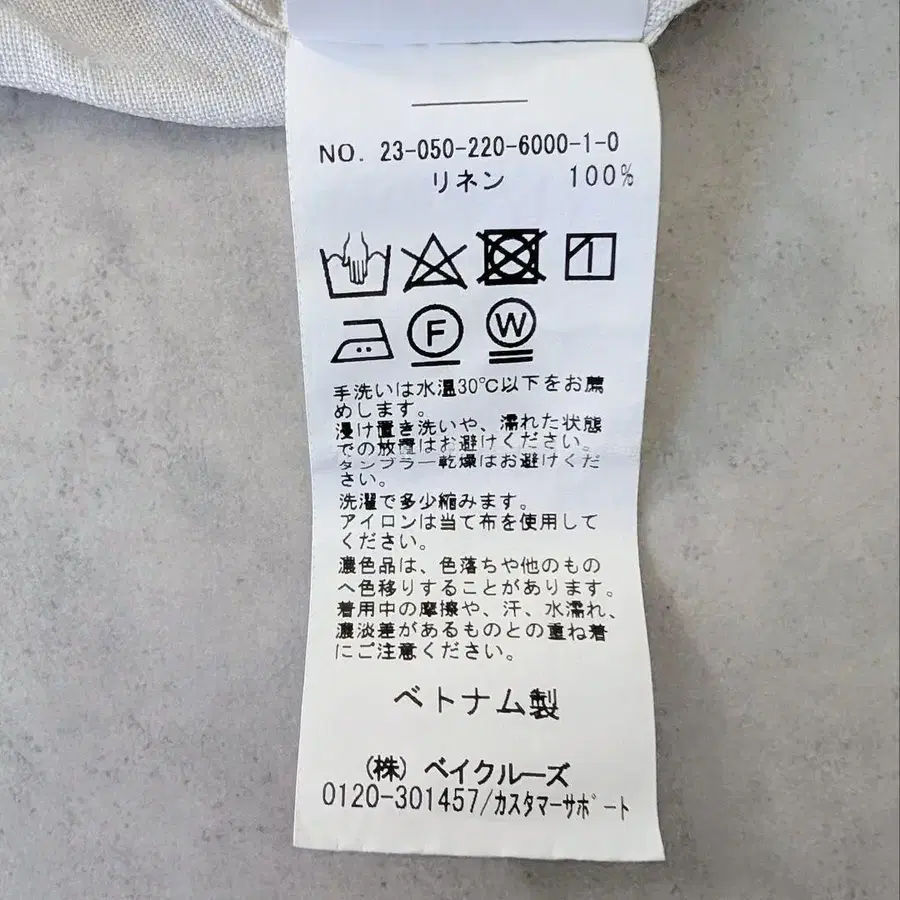 NO. 23-050-220-6000-1-0
リネン 100%
F W
手洗いは水温30℃以下をお薦
めします。
浸け置き洗いや、濡れた状態
での放置はお避けください。
タンブラー乾燥はお避けくだ
さい。
洗濯で多少縮みます。
アイロンは当て布を使用して
ください。
濃色品は、色落ちや他のもの
へ色移りすることがあります。
着用中の摩擦や、汗、水濡れ、
濃淡差があるものとの重ね着
にご注意ください。
ベトナム製
(株) ベイクルーズ
0120-301457/カスタマーサポート